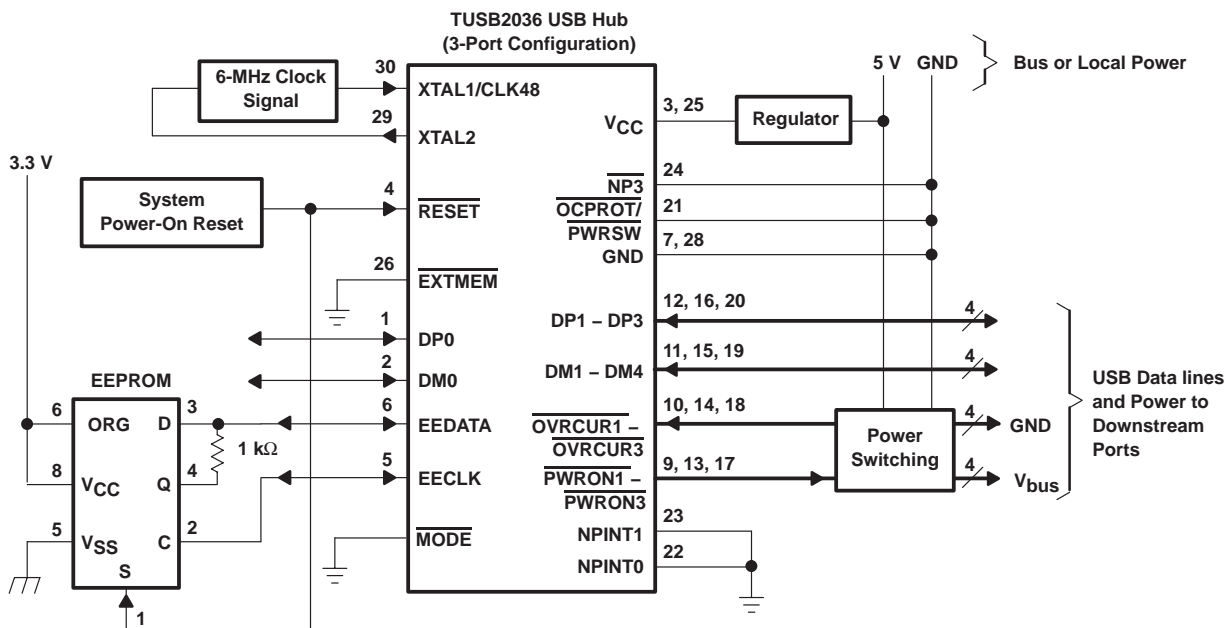 TUSB2036 USB Hub
(3-Port Configuration)
5 V GND
Bus or Local Power
6-MHz Clock
Signal
30
XTAL1/CLK48
29
XTAL2
3, 25
VCC
Regulator
3.3 V
System
Power-On Reset
4
RESET
24
NP3
21
OCPROT/
PWRSW
7, 28
GND
26
EXTMEM
12, 16, 20
DP1 – DP3
4
1
DP0
11, 15, 19
DM1 – DM4
4
2
DM0
USB Data lines
and Power to
Downstream
Ports
EEPROM
6
ORG
D
3
1 kΩ
6
EEDATA
10, 14, 18
OVRCUR1 –
OVRCUR3
Power
Switching
4
GND
8
VCC
Q
4
5
EECLK
9, 13, 17
PWRON1 –
PWRON3
4
Vbus
5
VSS
C
2
S
1
MODE
23
NPINT1
22
NPINT0